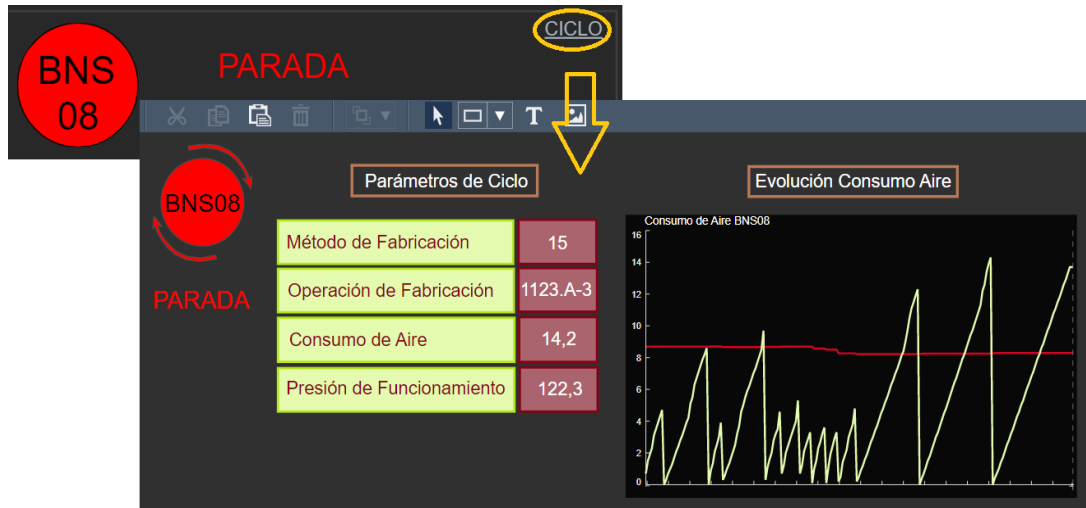 CICLO
BNS
08
PARADA
T
BNS08
PARADA
Parámetros de Ciclo
Método de Fabricación 15
Operación de Fabricación 1123.A-3
Consumo de Aire 14,2
Presión de Funcionamiento 122,3
Evolución Consumo Aire
Consumo de Aire BNS08
16
14
12
10
8
6
4
2
0